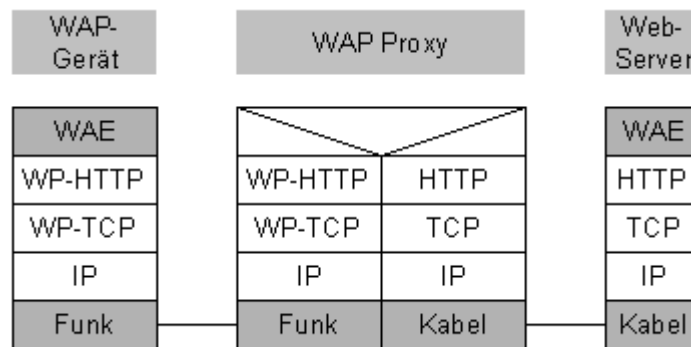 WAP-
Gerät
WAP Proxy
Web-
Server
WAE
WAE
WP-HTTP
WP-HTTP
HTTP
HTTP
WP-TCP
WP-TCP
TCP
TCP
IP
IP
IP
IP
Funk
Funk
Kabel
Kabel